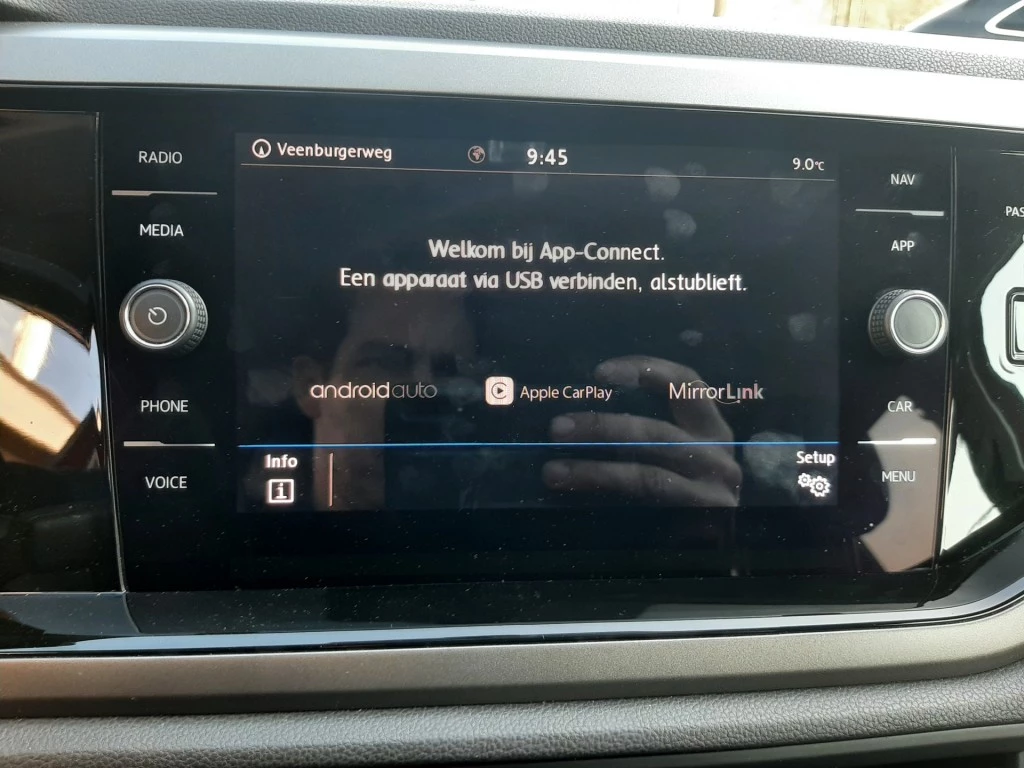 RADIO
MEDIA
PHONE
VOICE
Veenburgerweg
9:45
9.0°C
Welkom bij App-Connect.
Een apparaat via USB verbinden, alstublieft.
androidauto
Apple CarPlay
MirrorLink
Info
i
Setup
NAV
APP
CAR
MENU
PAS